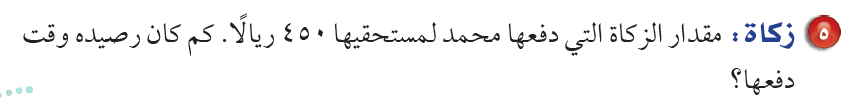 ٥ زكاة : مقدار الزكاة التي دفعها محمد لمستحقيها ٤٥٠ ريالًا. كم كان رصيده وقت
دفعها؟